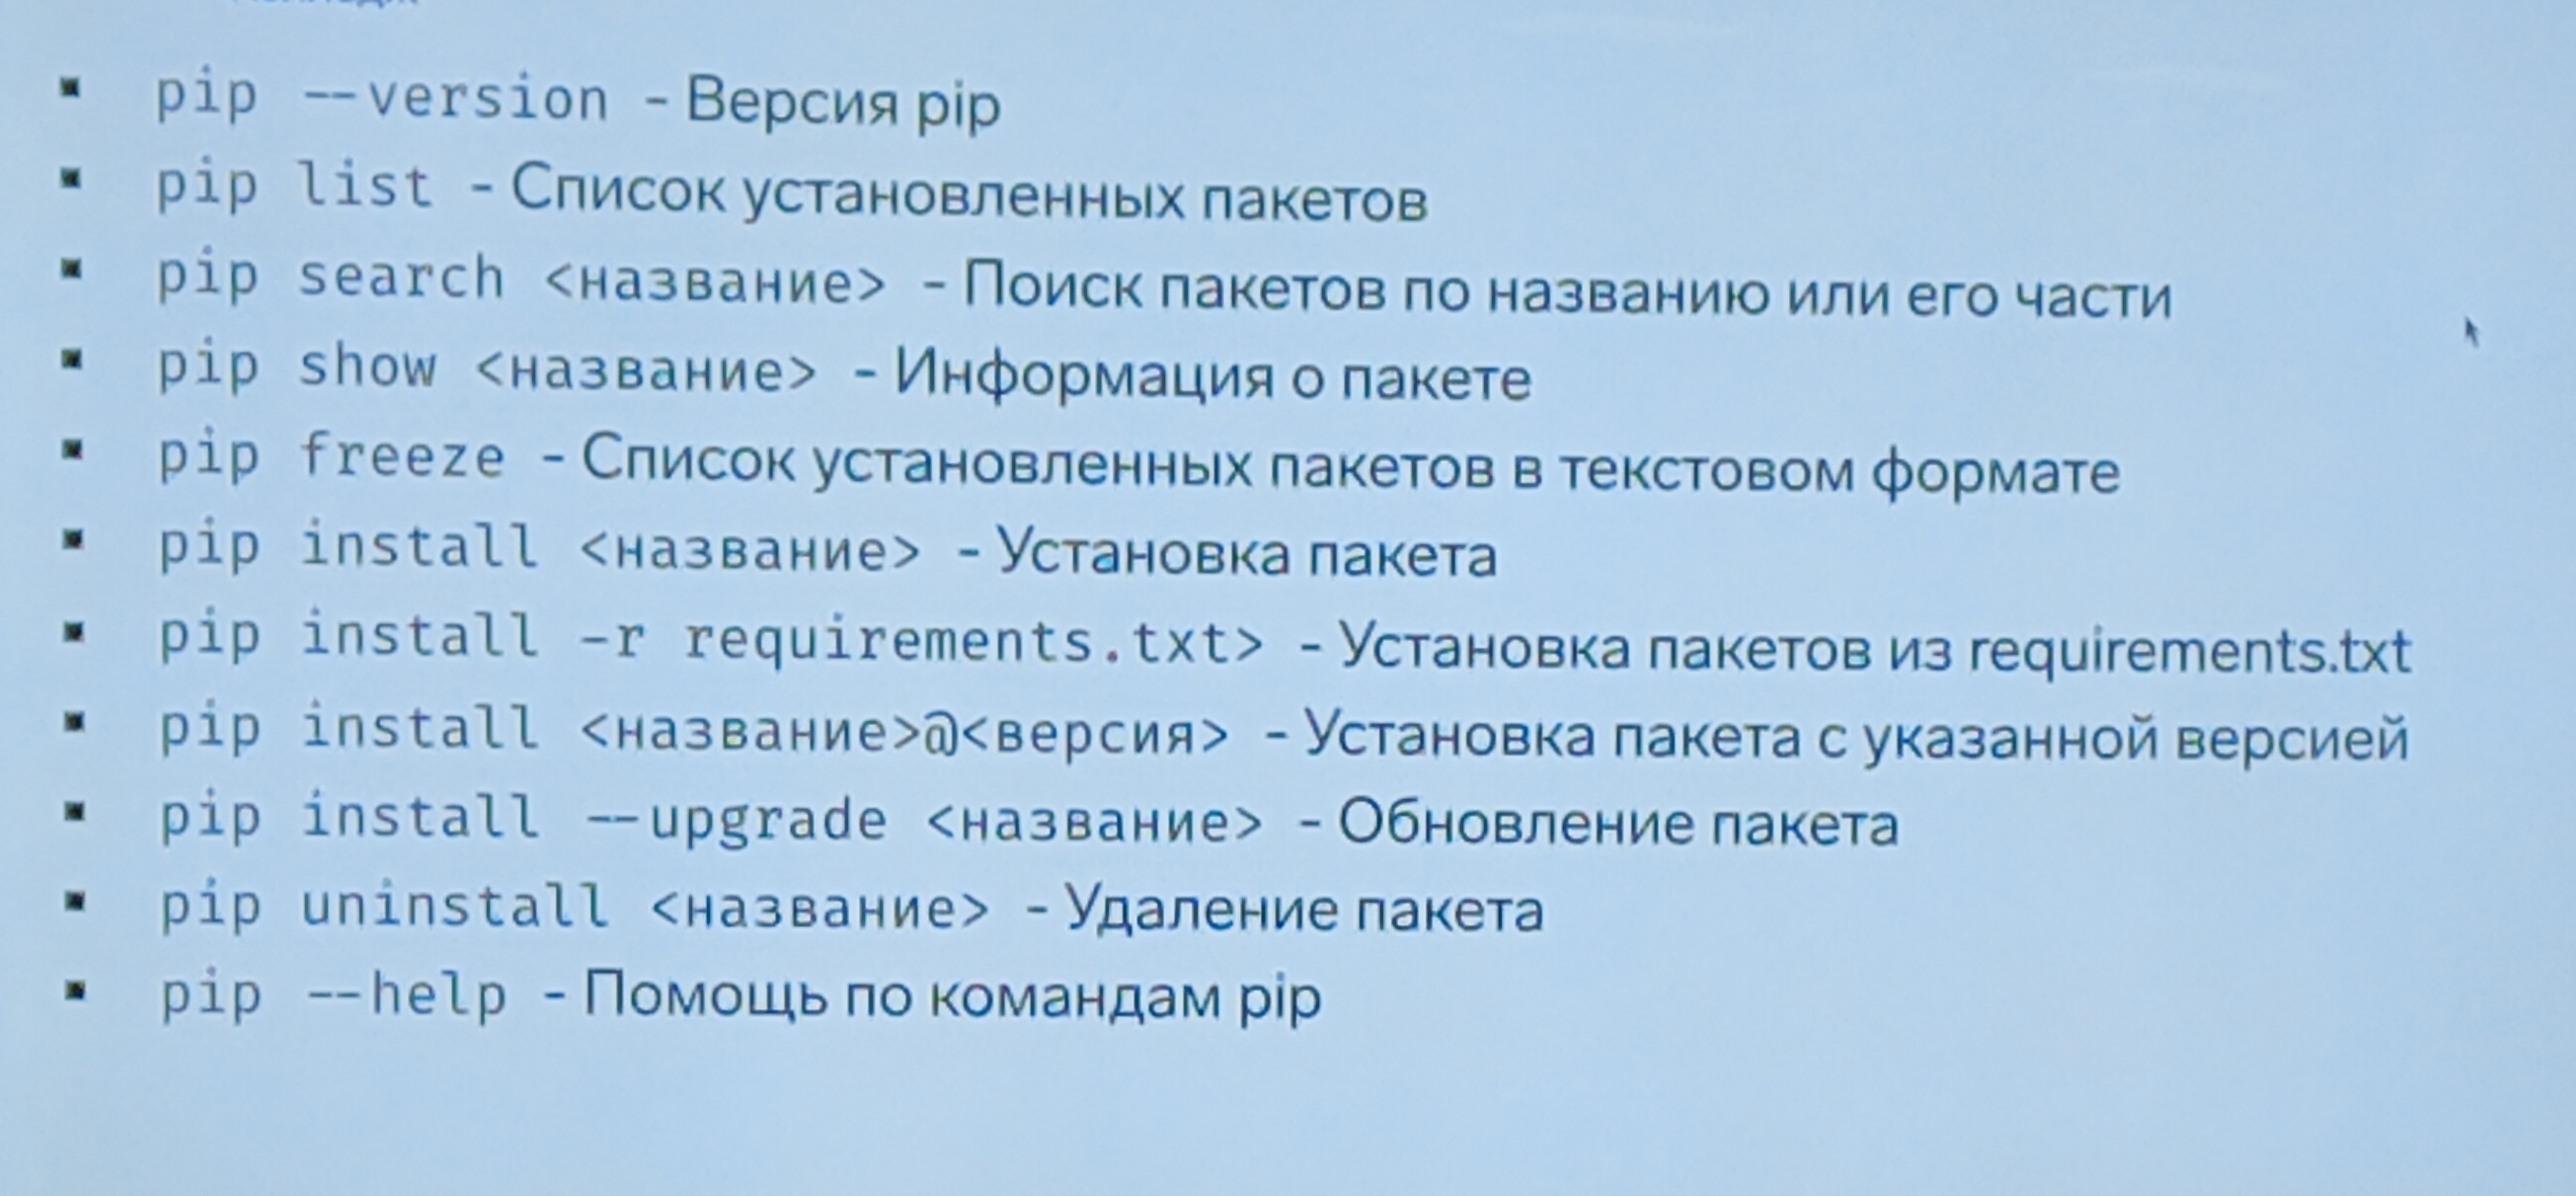 ▪ pip --version - Версия pip
▪ pip list - Список установленных пакетов
▪ pip search <название> - Поиск пакетов по названию или его части
▪ pip show <название> - Информация о пакете
▪ pip freeze - Список установленных пакетов в текстовом формате
▪ pip install <название> - Установка пакета
▪ pip install -r requirements.txt> - Установка пакетов из requirements.txt
▪ pip install <название>@<версия> - Установка пакета с указанной версией
▪ pip install --upgrade <название> - Обновление пакета
▪ pip uninstall <название> - Удаление пакета
▪ pip --help - Помощь по командам pip